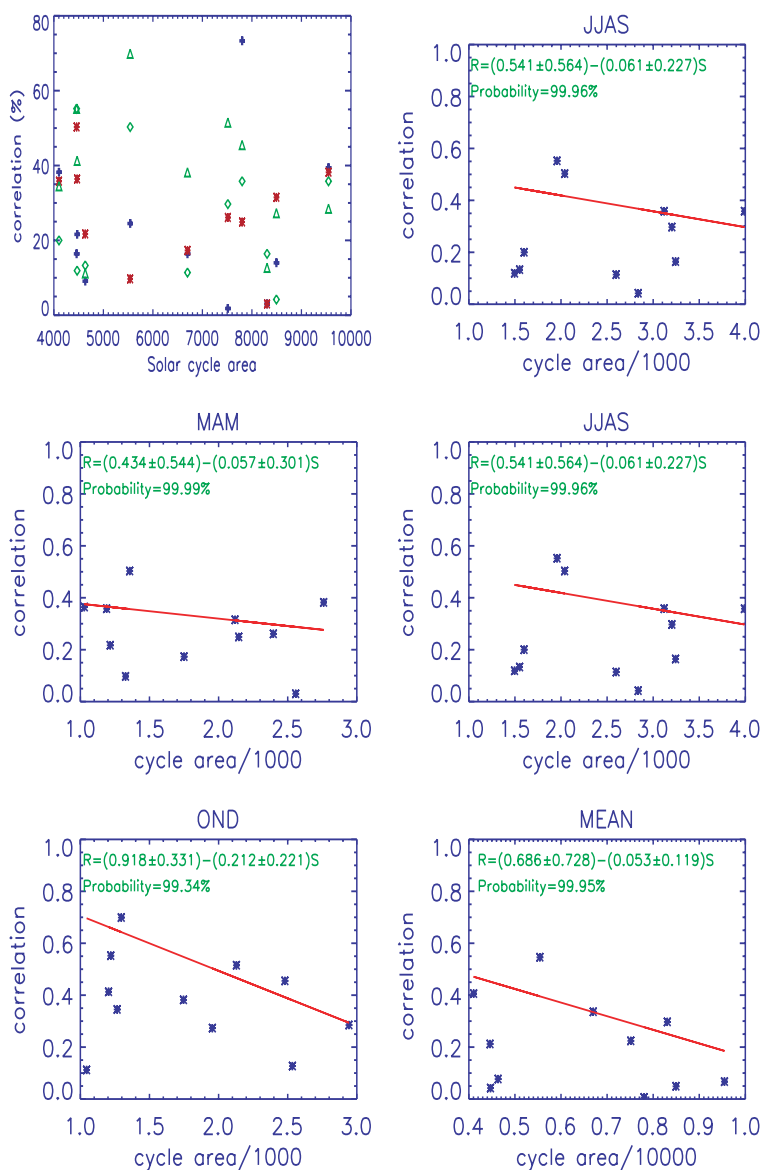 80
60
40
20
0
correlation (%)
4000 5000 6000 7000 8000 9000 10000
Solar cycle area
JJAS
R=(0.541±0.564)−(0.061±0.227)S
Probability=99.96%
1.0
0.8
0.6
0.4
0.2
0.0
correlation
1.0 1.5 2.0 2.5 3.0 3.5 4.0
cycle area/1000
MAM
R=(0.434±0.544)−(0.057±0.301)S
Probability=99.99%
1.0
0.8
0.6
0.4
0.2
0.0
correlation
1.0 1.5 2.0 2.5 3.0
cycle area/1000
JJAS
R=(0.541±0.564)−(0.061±0.227)S
Probability=99.96%
1.0
0.8
0.6
0.4
0.2
0.0
correlation
1.0 1.5 2.0 2.5 3.0 3.5 4.0
cycle area/1000
OND
R=(0.918±0.331)−(0.212±0.221)S
Probability=99.34%
1.0
0.8
0.6
0.4
0.2
0.0
correlation
1.0 1.5 2.0 2.5 3.0
cycle area/1000
MEAN
R=(0.686±0.728)−(0.053±0.119)S
Probability=99.95%
1.0
0.8
0.6
0.4
0.2
0.0
correlation
0.4 0.5 0.6 0.7 0.8 0.9 1.0
cycle area/10000